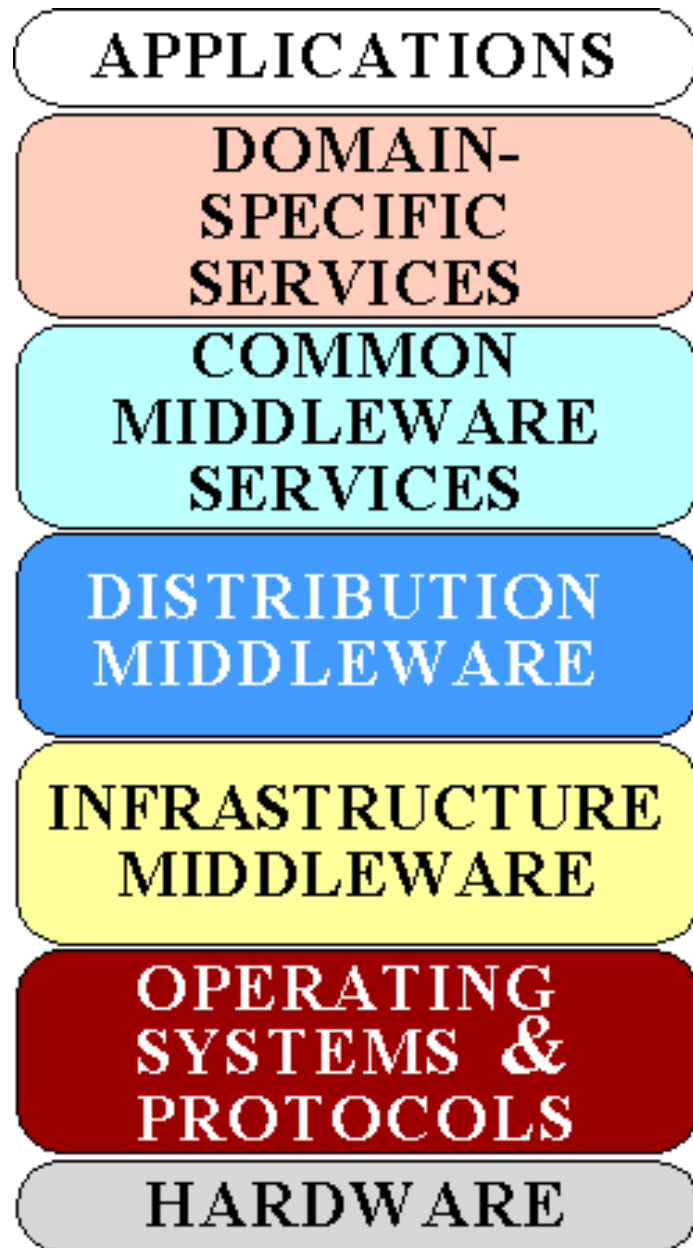 APPLICATIONS
DOMAIN-
SPECIFIC
SERVICES
COMMON
MIDDLEWARE
SERVICES
DISTRIBUTION
MIDDLEWARE
INFRASTRUCTURE
MIDDLEWARE
OPERATING
SYSTEMS &
PROTOCOLS
HARDWARE